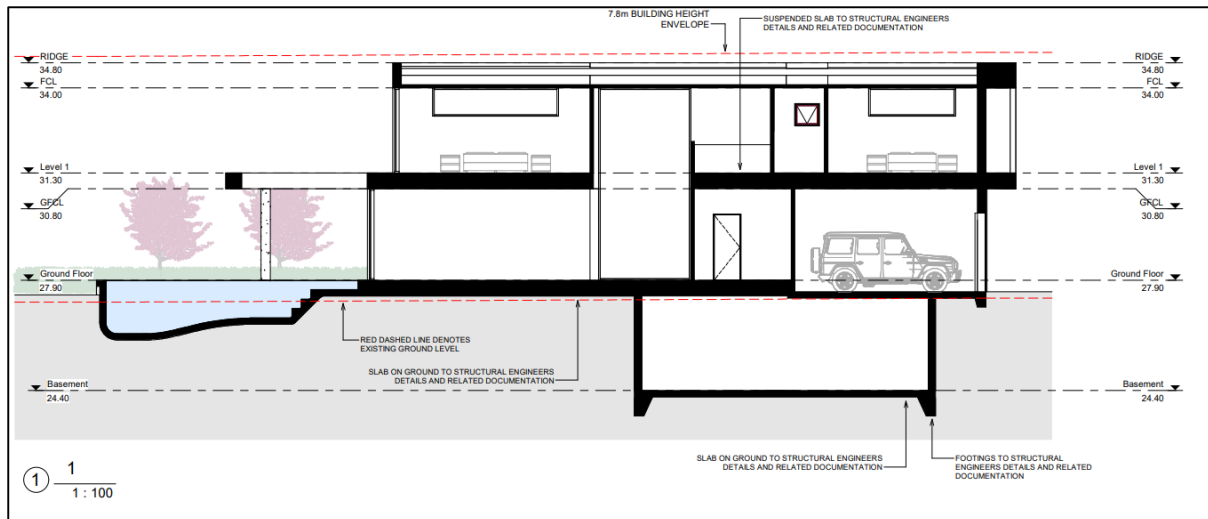 7.8m BUILDING HEIGHT
ENVELOPE
SUSPENDED SLAB TO STRUCTURAL ENGINEERS
DETAILS AND RELATED DOCUMENTATION
RIDGE
34.80
FCL
34.00
RIDGE
34.80
FCL
34.00
Level 1
31.30
GFCL
30.80
Level 1
31.30
GFCL
30.80
Ground Floor
27.90
Ground Floor
27.90
RED DASHED LINE DENOTES
EXISTING GROUND LEVEL
SLAB ON GROUND TO STRUCTURAL ENGINEERS
DETAILS AND RELATED DOCUMENTATION
Basement
24.40
Basement
24.40
SLAB ON GROUND TO STRUCTURAL ENGINEERS
DETAILS AND RELATED DOCUMENTATION
FOOTINGS TO STRUCTURAL
ENGINEERS DETAILS AND RELATED
DOCUMENTATION
1
1
1 : 100